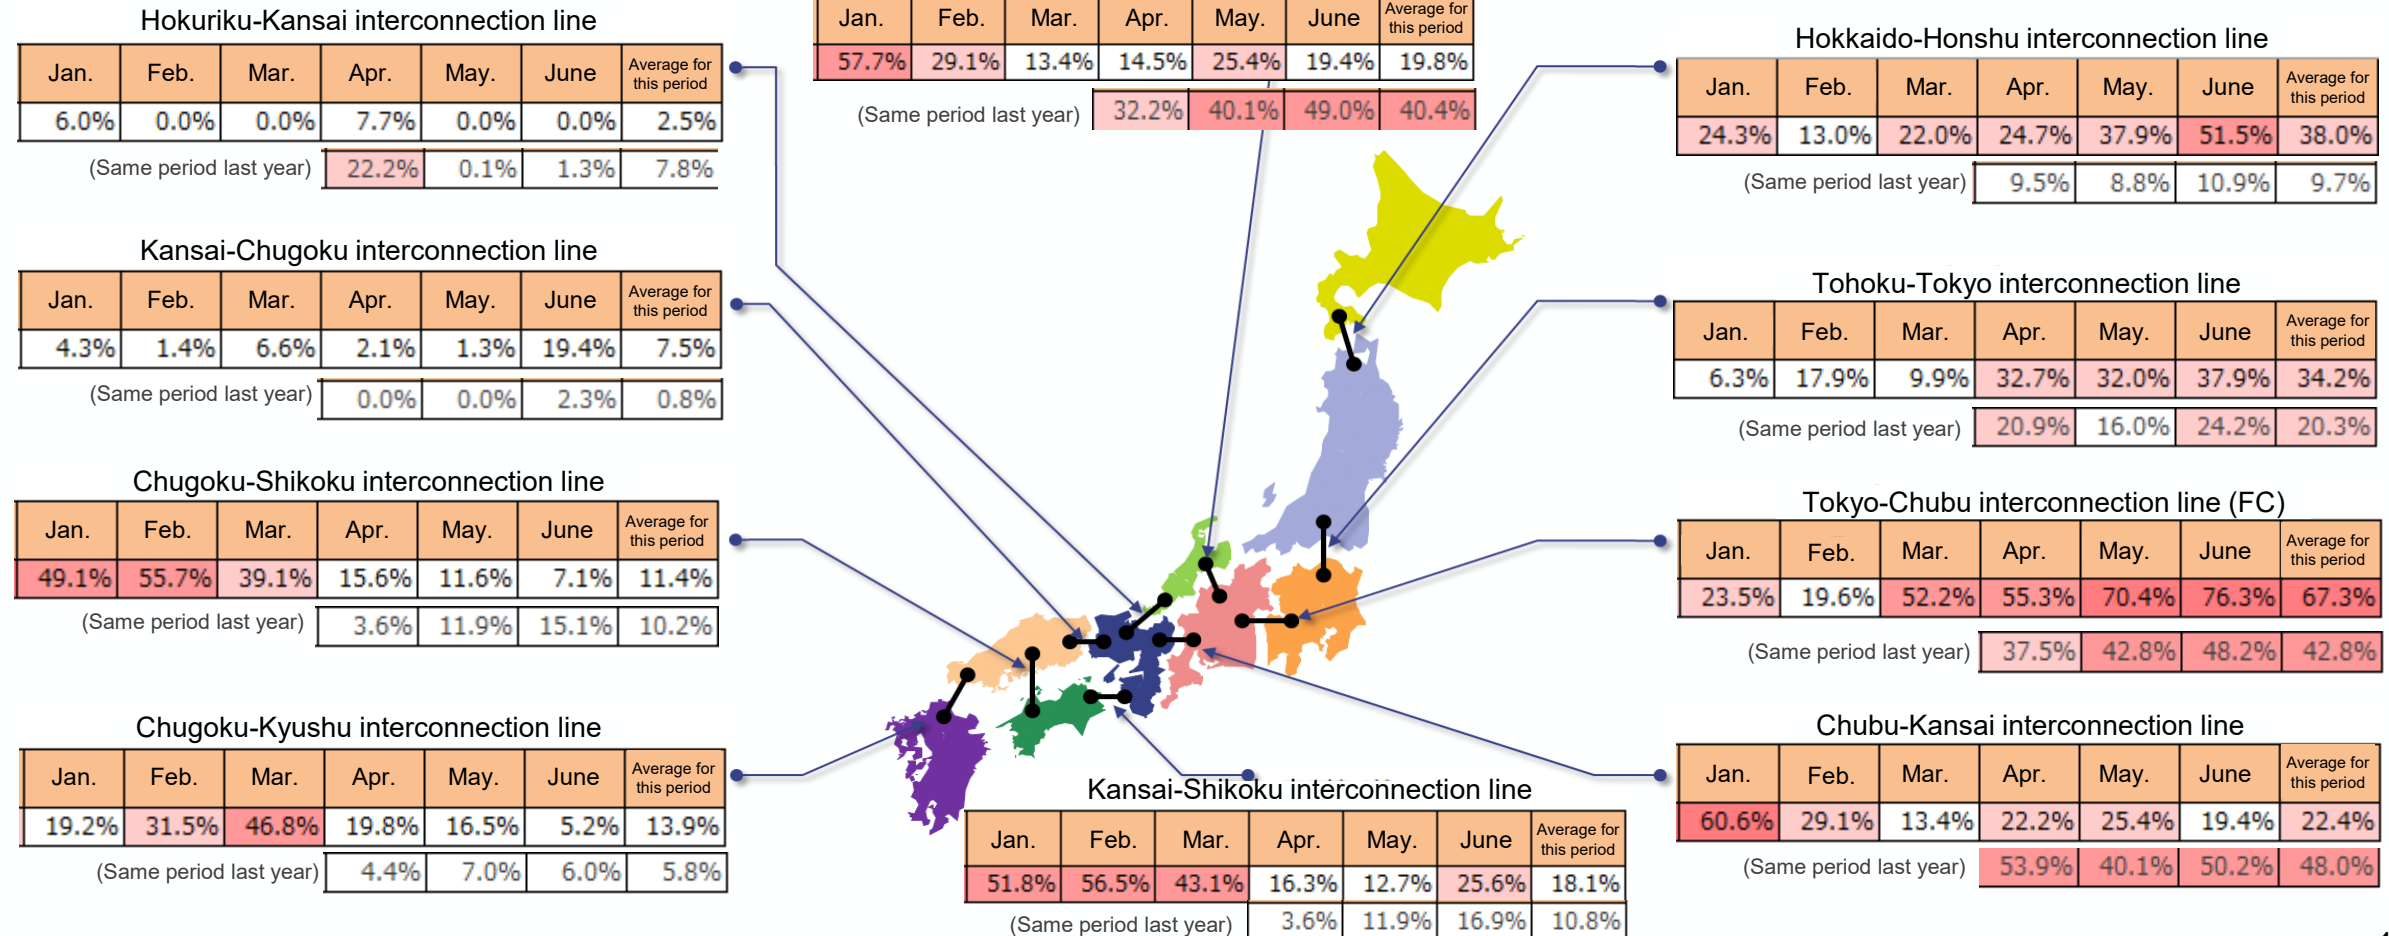 Hokuriku-Kansai interconnection line
Jan. Feb. Mar. Apr. May. June Average for this period
6.0% 0.0% 0.0% 7.7% 0.0% 0.0% 2.5%
(Same period last year) 22.2% 0.1% 1.3% 7.8%
Kansai-Chugoku interconnection line
Jan. Feb. Mar. Apr. May. June Average for this period
4.3% 1.4% 6.6% 2.1% 1.3% 19.4% 7.5%
(Same period last year) 0.0% 0.0% 2.3% 0.8%
Chugoku-Shikoku interconnection line
Jan. Feb. Mar. Apr. May. June Average for this period
49.1% 55.7% 39.1% 15.6% 11.6% 7.1% 11.4%
(Same period last year) 3.6% 11.9% 15.1% 10.2%
Chugoku-Kyushu interconnection line
Jan. Feb. Mar. Apr. May. June Average for this period
19.2% 31.5% 46.8% 19.8% 16.5% 5.2% 13.9%
(Same period last year) 4.4% 7.0% 6.0% 5.8%
Jan. Feb. Mar. Apr. May. June Average for this period
57.7% 29.1% 13.4% 14.5% 25.4% 19.4% 19.8%
(Same period last year) 32.2% 40.1% 49.0% 40.4%
Kansai-Shikoku interconnection line
Jan. Feb. Mar. Apr. May. June Average for this period
51.8% 56.5% 43.1% 16.3% 12.7% 25.6% 18.1%
(Same period last year) 3.6% 11.9% 16.9% 10.8%
Hokkaido-Honshu interconnection line
Jan. Feb. Mar. Apr. May. June Average for this period
24.3% 13.0% 22.0% 24.7% 37.9% 51.5% 38.0%
(Same period last year) 9.5% 8.8% 10.9% 9.7%
Tohoku-Tokyo interconnection line
Jan. Feb. Mar. Apr. May. June Average for this period
6.3% 17.9% 9.9% 32.7% 32.0% 37.9% 34.2%
(Same period last year) 20.9% 16.0% 24.2% 20.3%
Tokyo-Chubu interconnection line (FC)
Jan. Feb. Mar. Apr. May. June Average for this period
23.5% 19.6% 52.2% 55.3% 70.4% 76.3% 67.3%
(Same period last year) 37.5% 42.8% 48.2% 42.8%
Chubu-Kansai interconnection line
Jan. Feb. Mar. Apr. May. June Average for this period
60.6% 29.1% 13.4% 22.2% 25.4% 19.4% 22.4%
(Same period last year) 53.9% 40.1% 50.2% 48.0%